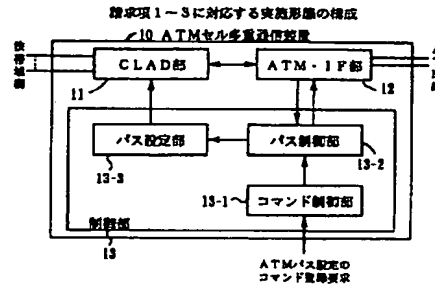 請求項1～3に対応する実施形態の構成
10 ATMセル多重通信装置
CLAD部
ATM・IF部
11
12
パス設定部
パス制御部
13-3
13-2
13-1
コマンド制御部
制御部
13
ATMパス設定の
コマンド登録要求